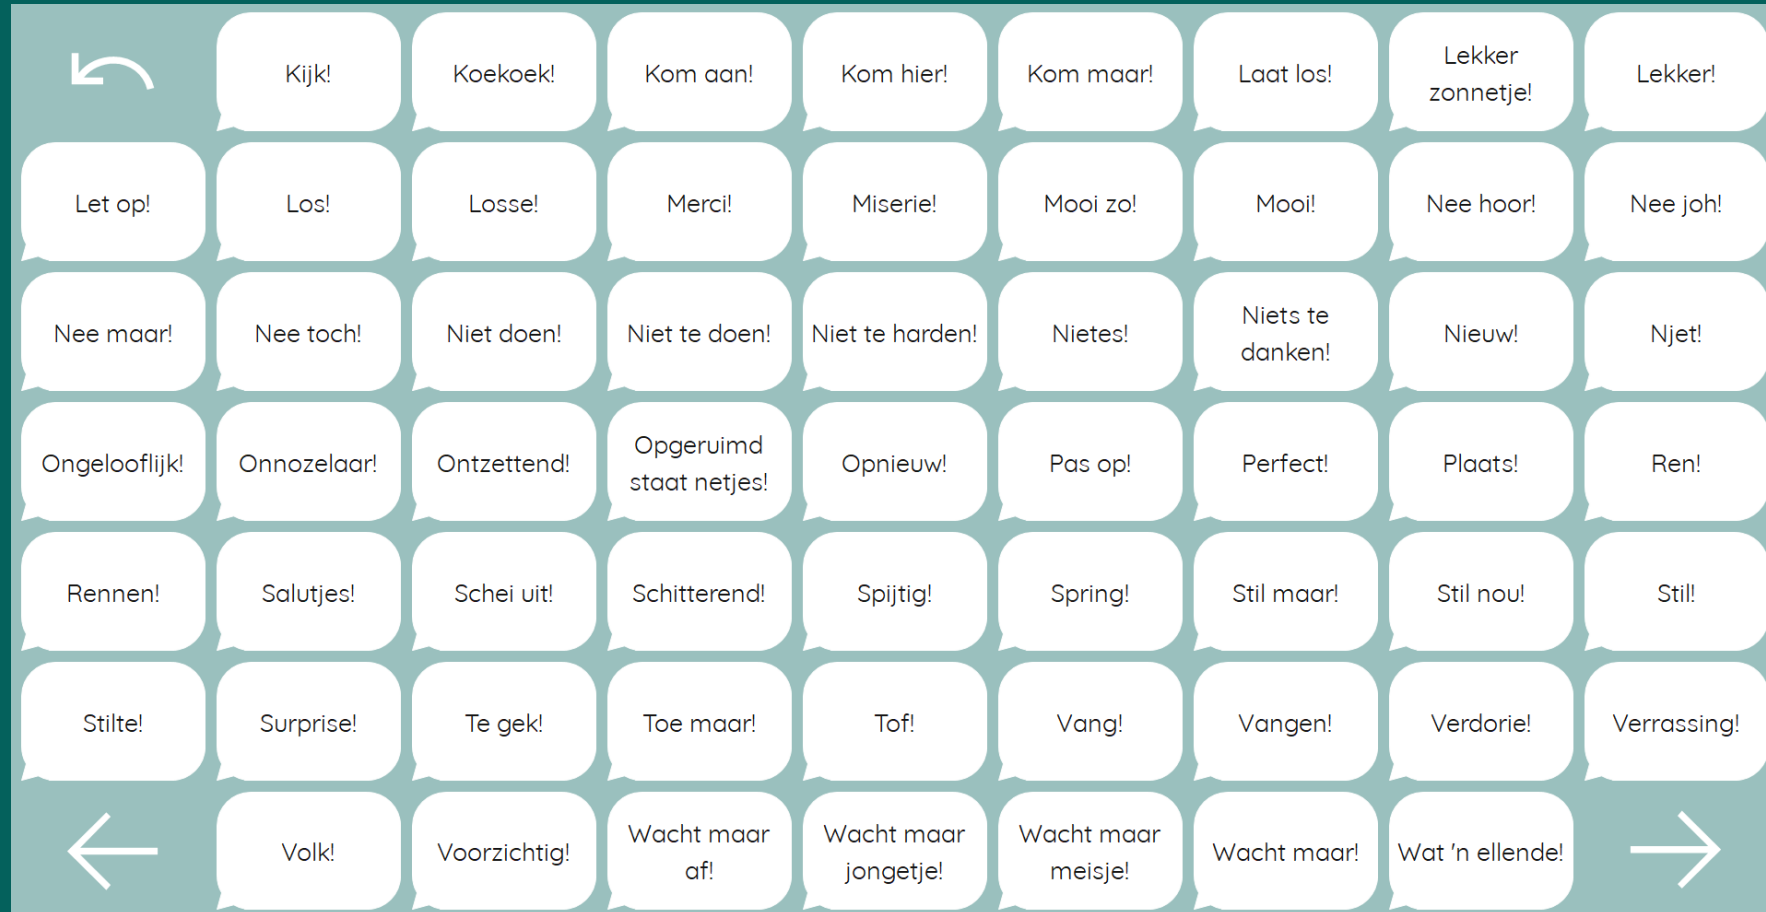 Kijk!
Koekoek!
Kom aan!
Kom hier!
Kom maar!
Laat los!
Lekker
zonnetje!
Lekker!
Let op!
Los!
Losse!
Merci!
Miserie!
Mooi zo!
Mooi!
Nee hoor!
Nee joh!
Nee maar!
Nee toch!
Niet doen!
Niet te doen!
Niet te harden!
Nietes!
Niets te
danken!
Nieuw!
Njet!
Ongelooflijk!
Onnozelaar!
Ontzettend!
Opgeruimd
staat netjes!
Opnieuw!
Pas op!
Perfect!
Plaats!
Ren!
Rennen!
Salutjes!
Schei uit!
Schitterend!
Spijtig!
Spring!
Stil maar!
Stil nou!
Stil!
Stilte!
Surprise!
Te gek!
Toe maar!
Tof!
Vang!
Vangen!
Verdorie!
Verrassing!
Volk!
Voorzichtig!
Wacht maar
af!
Wacht maar
jongetje!
Wacht maar
meisje!
Wacht maar!
Wat 'n ellende!